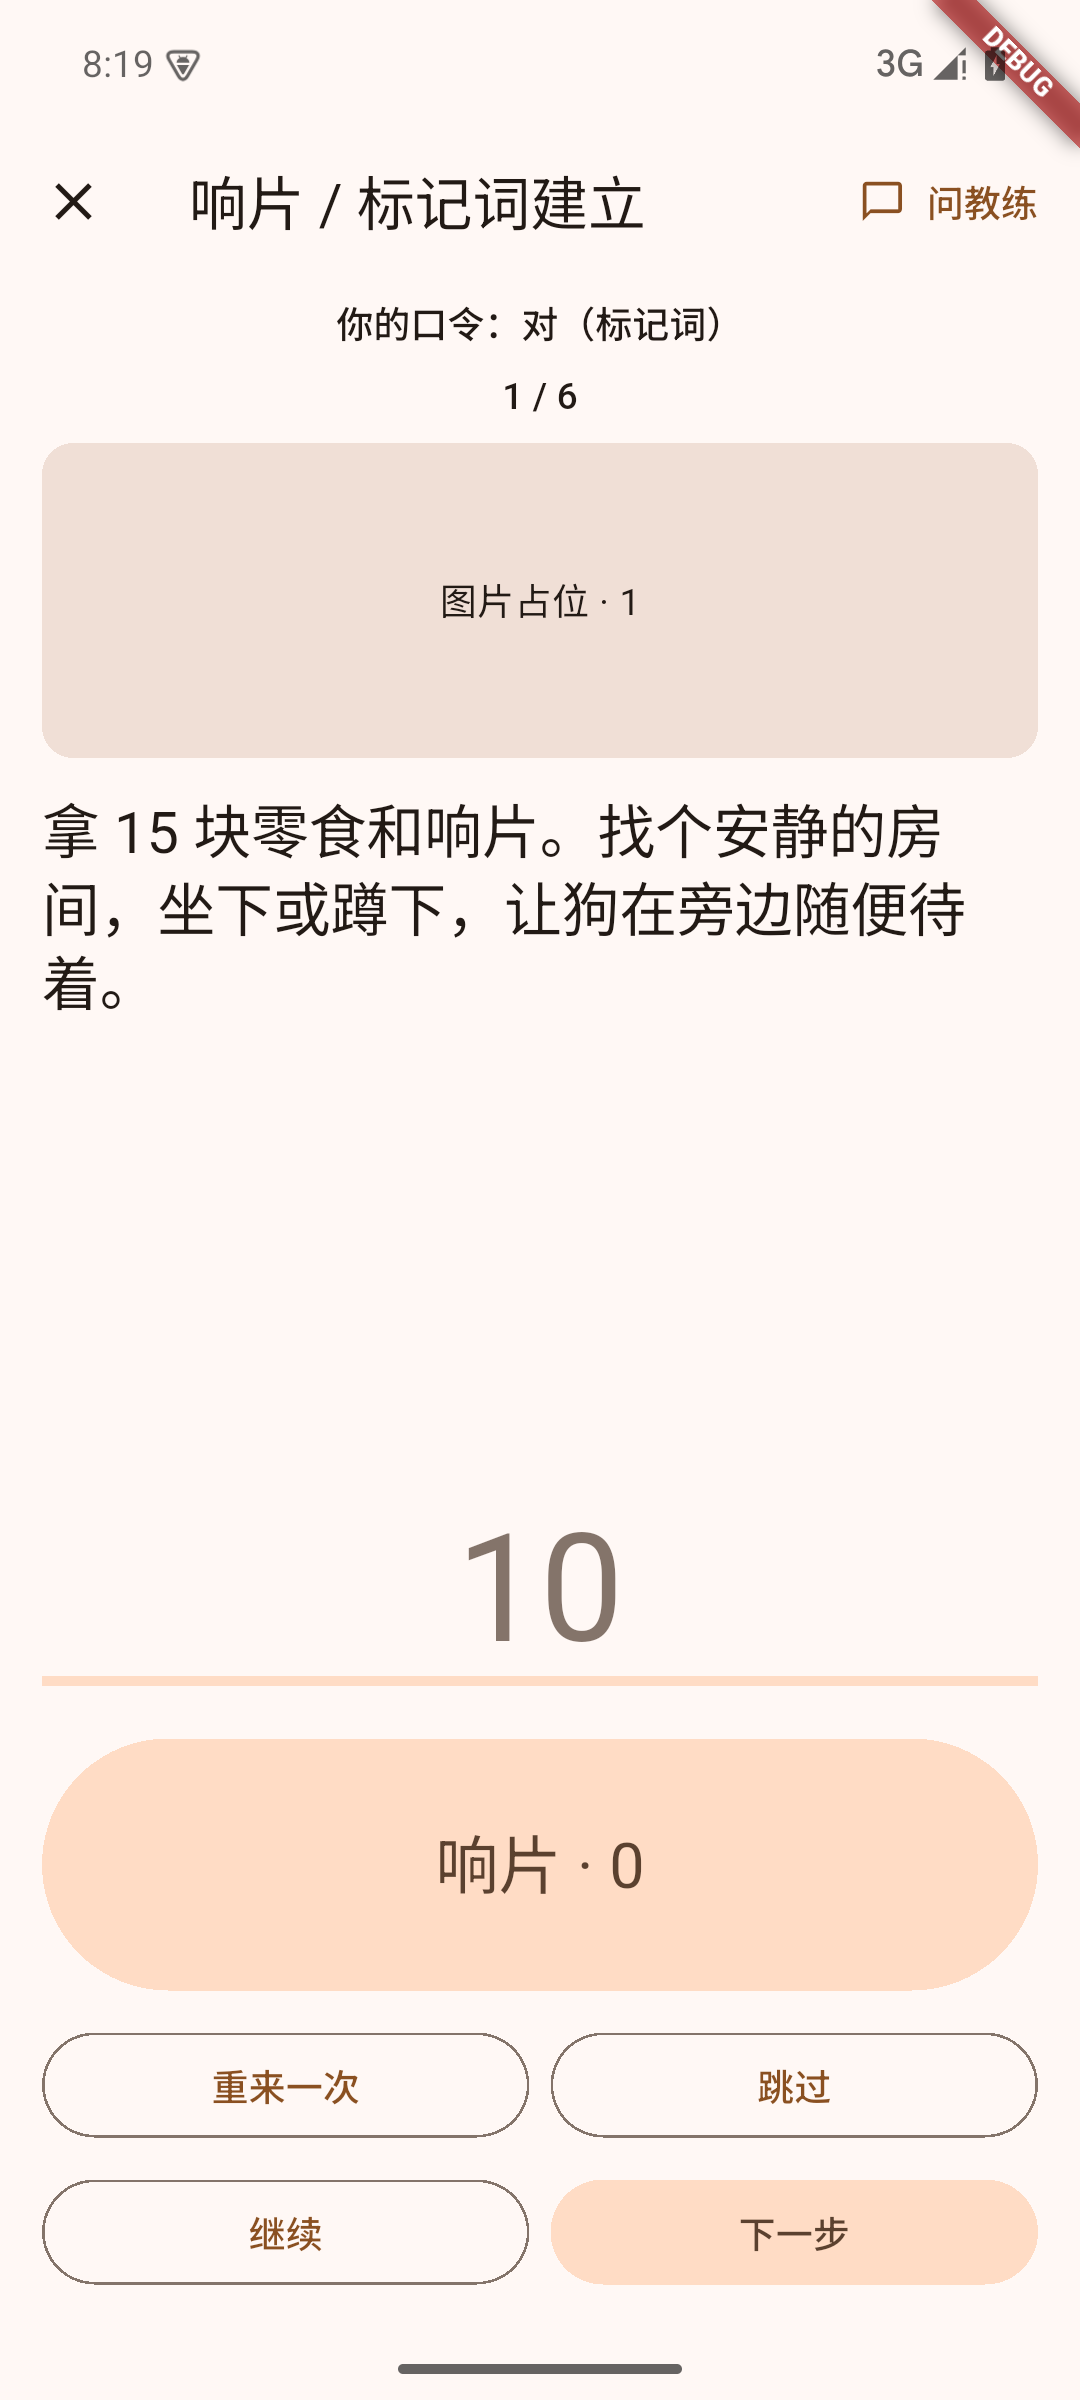 8:19
3G
DEBUG
响片 / 标记词建立
问教练
你的口令：对（标记词）
1 / 6
图片占位 · 1
拿 15 块零食和响片。找个安静的房
间，坐下或蹲下，让狗在旁边随便待
着。
10
响片 · 0
重来一次
跳过
继续
下一步